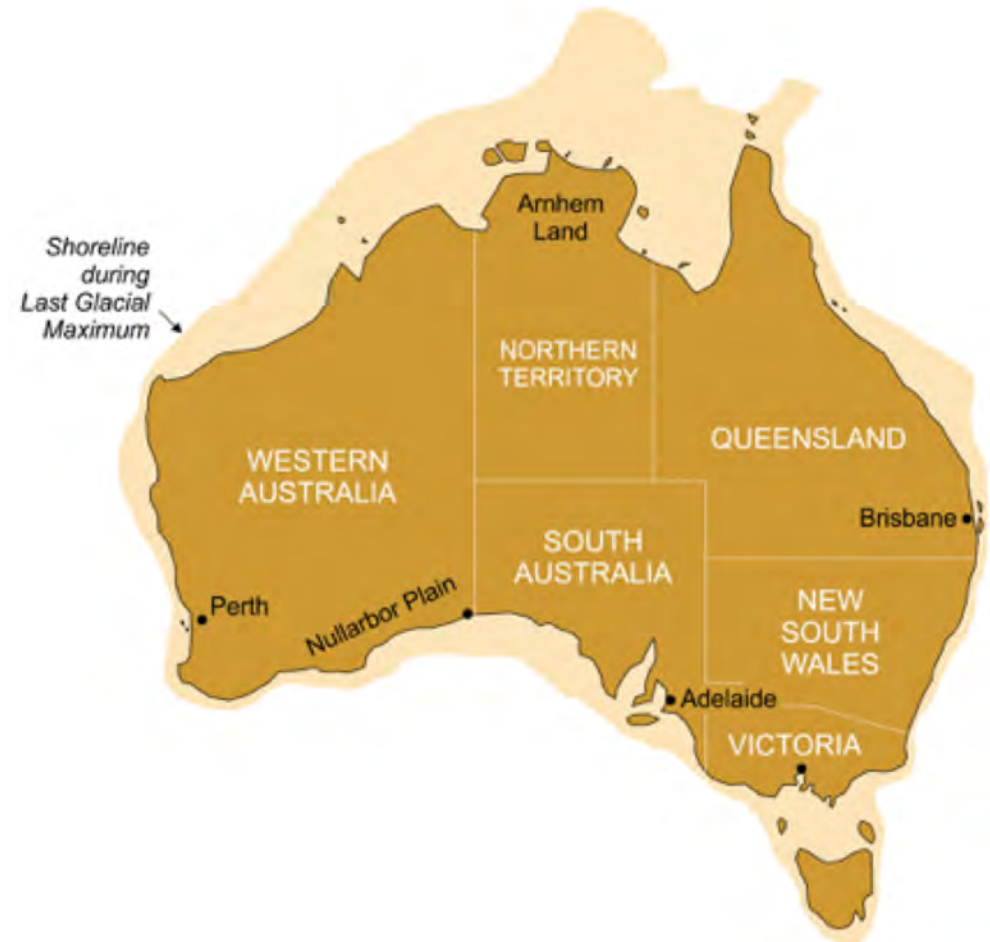 Arnhem
Land
Shoreline
during
Last Glacial
Maximum
NORTHERN
TERRITORY
QUEENSLAND
WESTERN
AUSTRALIA
Brisbane
SOUTH
AUSTRALIA
Perth
Nullarbor Plain
NEW
SOUTH
WALES
Adelaide
VICTORIA